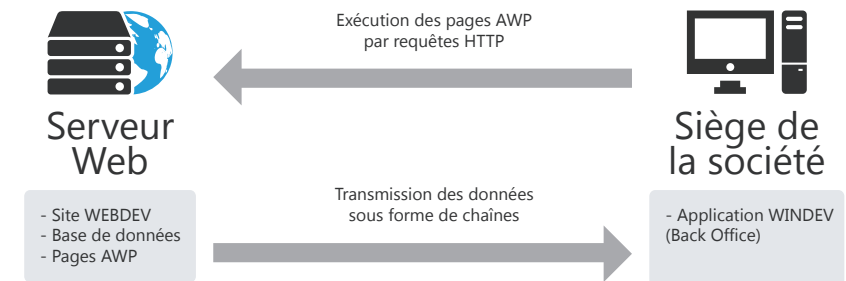 Exécution des pages AWP
par requêtes HTTP
Serveur
Web
Siège de
la société
Transmission des données
sous forme de chaînes
- Site WEBDEV
- Base de données
- Pages AWP
- Application WINDEV
(Back Office)